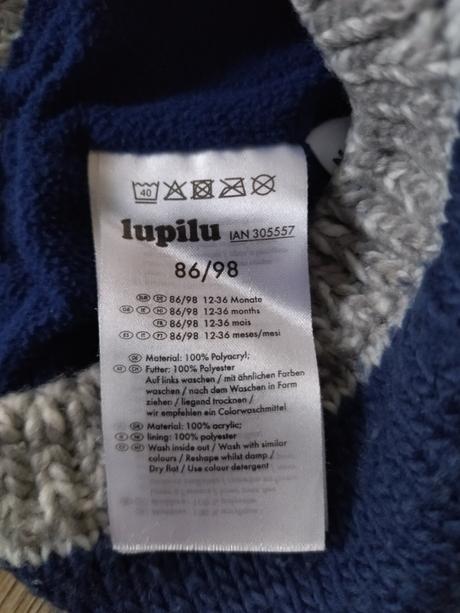 40
lupilu IAN 305557
86/98
86/98 12-36 Monate
86/98 12-36 months
86/98 12-36 mois
86/98 12-36 meses/mesi
Material: 100% Polyacryl;
Futter: 100% Polyester
Auf links waschen / mit ähnlichen Farben
waschen / nach dem Waschen in Form
ziehen / liegend trocknen /
wir empfehlen ein Colorwaschmittel
Material: 100% acrylic;
lining: 100% polyester
Wash inside out / Wash with similar
colours / Reshape whilst damp /
Dry flat / Use colour detergent